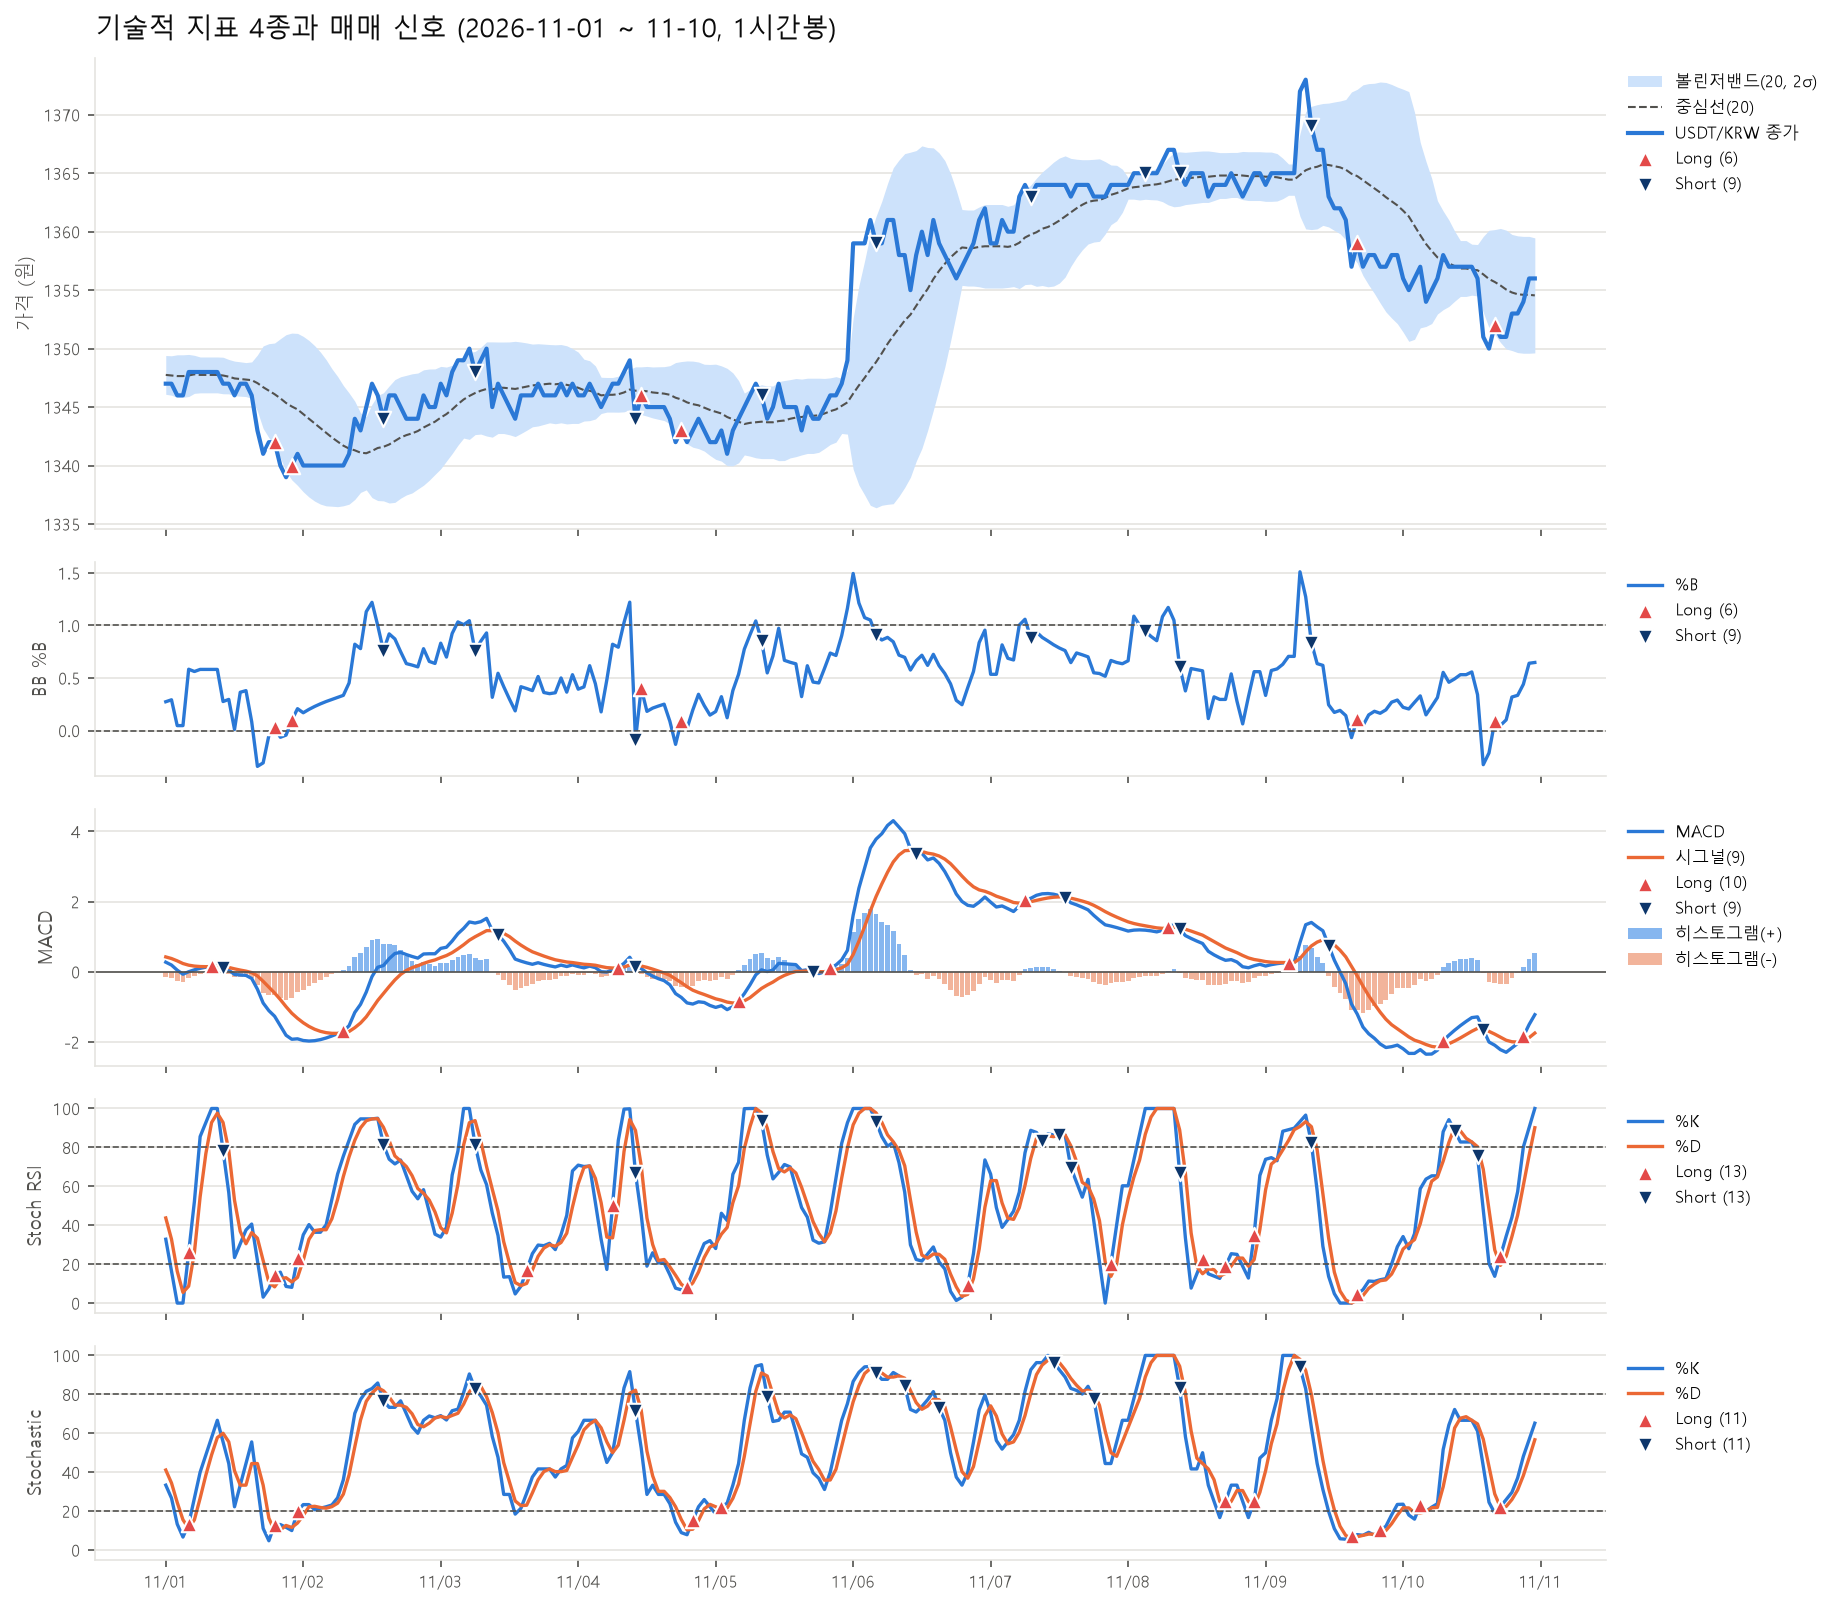 기술적 지표 4종과 매매 신호 (2026-11-01 ~ 11-10, 1시간봉)
가격 (원)
1370
1365
1360
1355
1350
1345
1340
1335
볼린저밴드(20, 2σ)
중심선(20)
USDT/KRW 종가
Long (6)
Short (9)
BB %B
1.5
1.0
0.5
0.0
%B
Long (6)
Short (9)
MACD
4
2
0
-2
MACD
시그널(9)
Long (10)
Short (9)
히스토그램(+)
히스토그램(-)
Stoch RSI
100
80
60
40
20
0
%K
%D
Long (13)
Short (13)
Stochastic
100
80
60
40
20
0
%K
%D
Long (11)
Short (11)
11/01
11/02
11/03
11/04
11/05
11/06
11/07
11/08
11/09
11/10
11/11